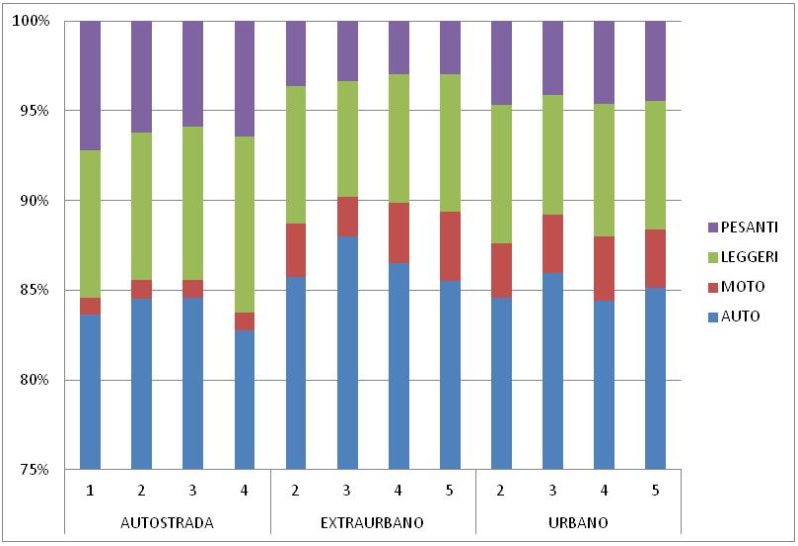 100%
95%
90%
85%
80%
75%
PESANTI
LEGGERI
MOTO
AUTO
1 2 3 4 2 3 4 5 2 3 4 5
AUTOSTRADA EXTRAURBANO URBANO